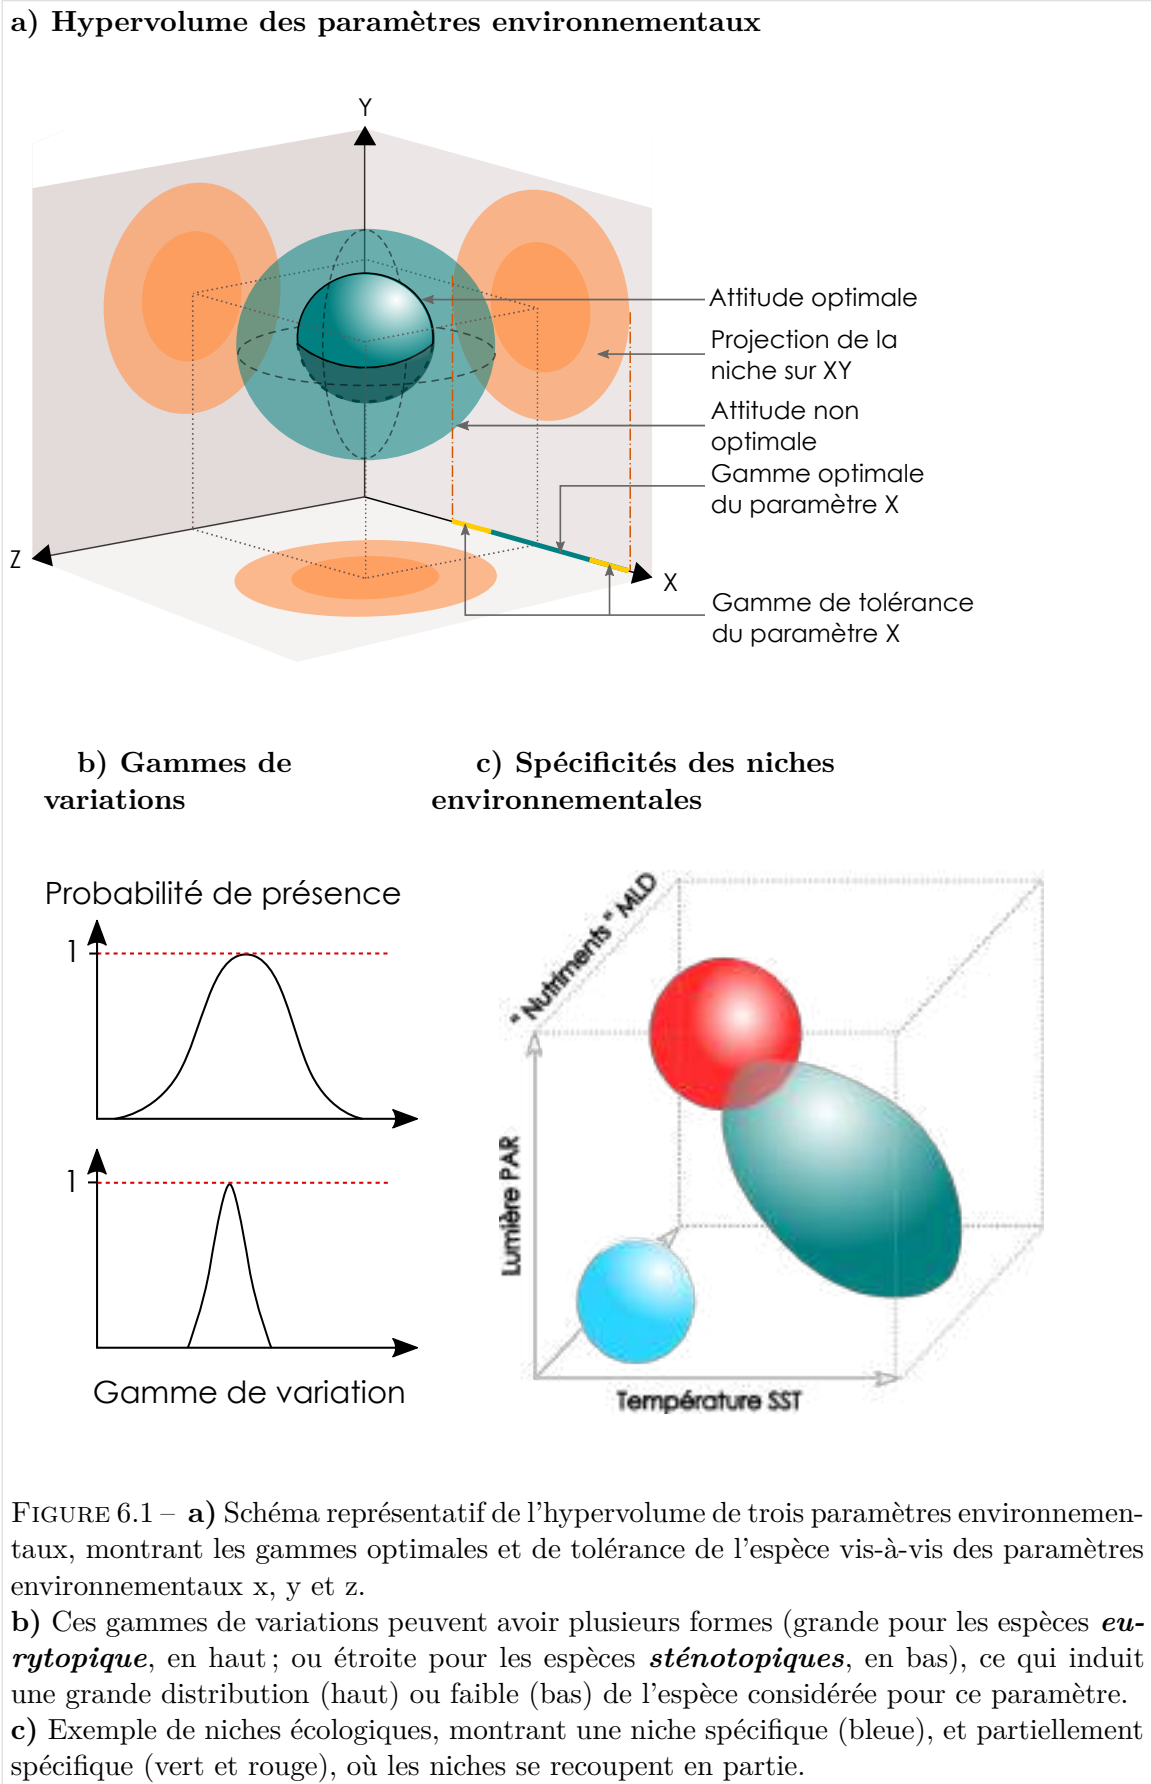 a) Hypervolume des paramètres environnementaux
Y
Attitude optimale
Projection de la
niche sur XY
Attitude non
optimale
Gamme optimale
du paramètre X
Z
X
Gamme de tolérance
du paramètre X
b) Gammes de
variations
c) Spécificités des niches
environnementales
Probabilité de présence
1
1
Gamme de variation
"Nutriments" MLD
Lumière PAR
Température SST
FIGURE 6.1 – a) Schéma représentatif de l'hypervolume de trois paramètres environnemen-
taux, montrant les gammes optimales et de tolérance de l'espèce vis-à-vis des paramètres
environnementaux x, y et z.
b) Ces gammes de variations peuvent avoir plusieurs formes (grande pour les espèces eu-
rytopique, en haut ; ou étroite pour les espèces sténotopiques, en bas), ce qui induit
une grande distribution (haut) ou faible (bas) de l'espèce considérée pour ce paramètre.
c) Exemple de niches écologiques, montrant une niche spécifique (bleue), et partiellement
spécifique (vert et rouge), où les niches se recoupent en partie.